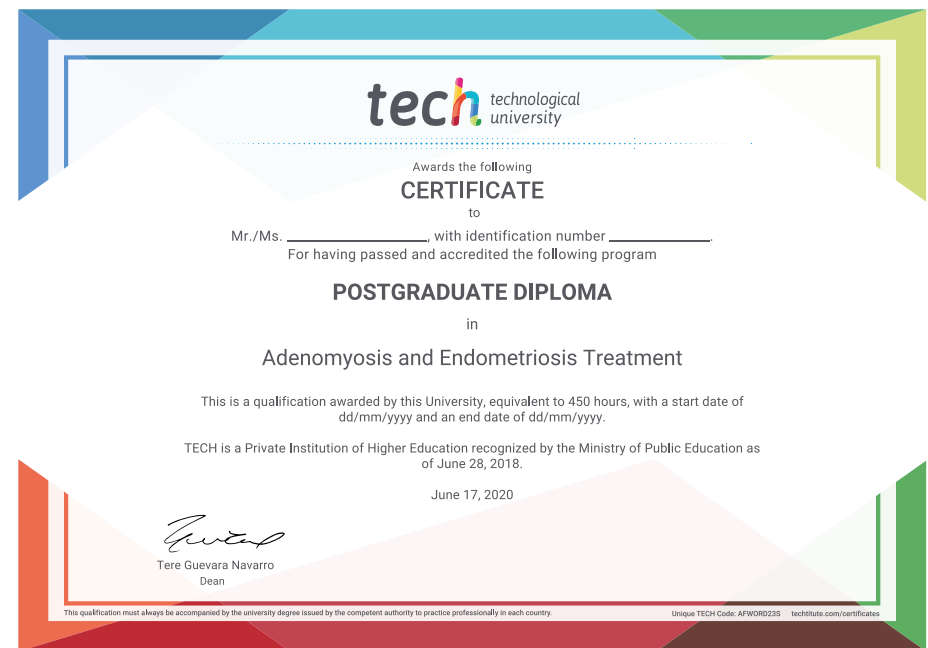 tech technological
university
Awards the following
CERTIFICATE
to
Mr./Ms. ____________________, with identification number ______________.
For having passed and accredited the following program
POSTGRADUATE DIPLOMA
in
Adenomyosis and Endometriosis Treatment
This is a qualification awarded by this University, equivalent to 450 hours, with a start date of
dd/mm/yyyy and an end date of dd/mm/yyyy.
TECH is a Private Institution of Higher Education recognized by the Ministry of Public Education as
of June 28, 2018.
June 17, 2020
Tere Guevara Navarro
Dean
This qualification must always be accompanied by the university degree issued by the competent authority to practice professionally in each country.
Unique TECH Code: AFWORD23S techtitute.com/certificates